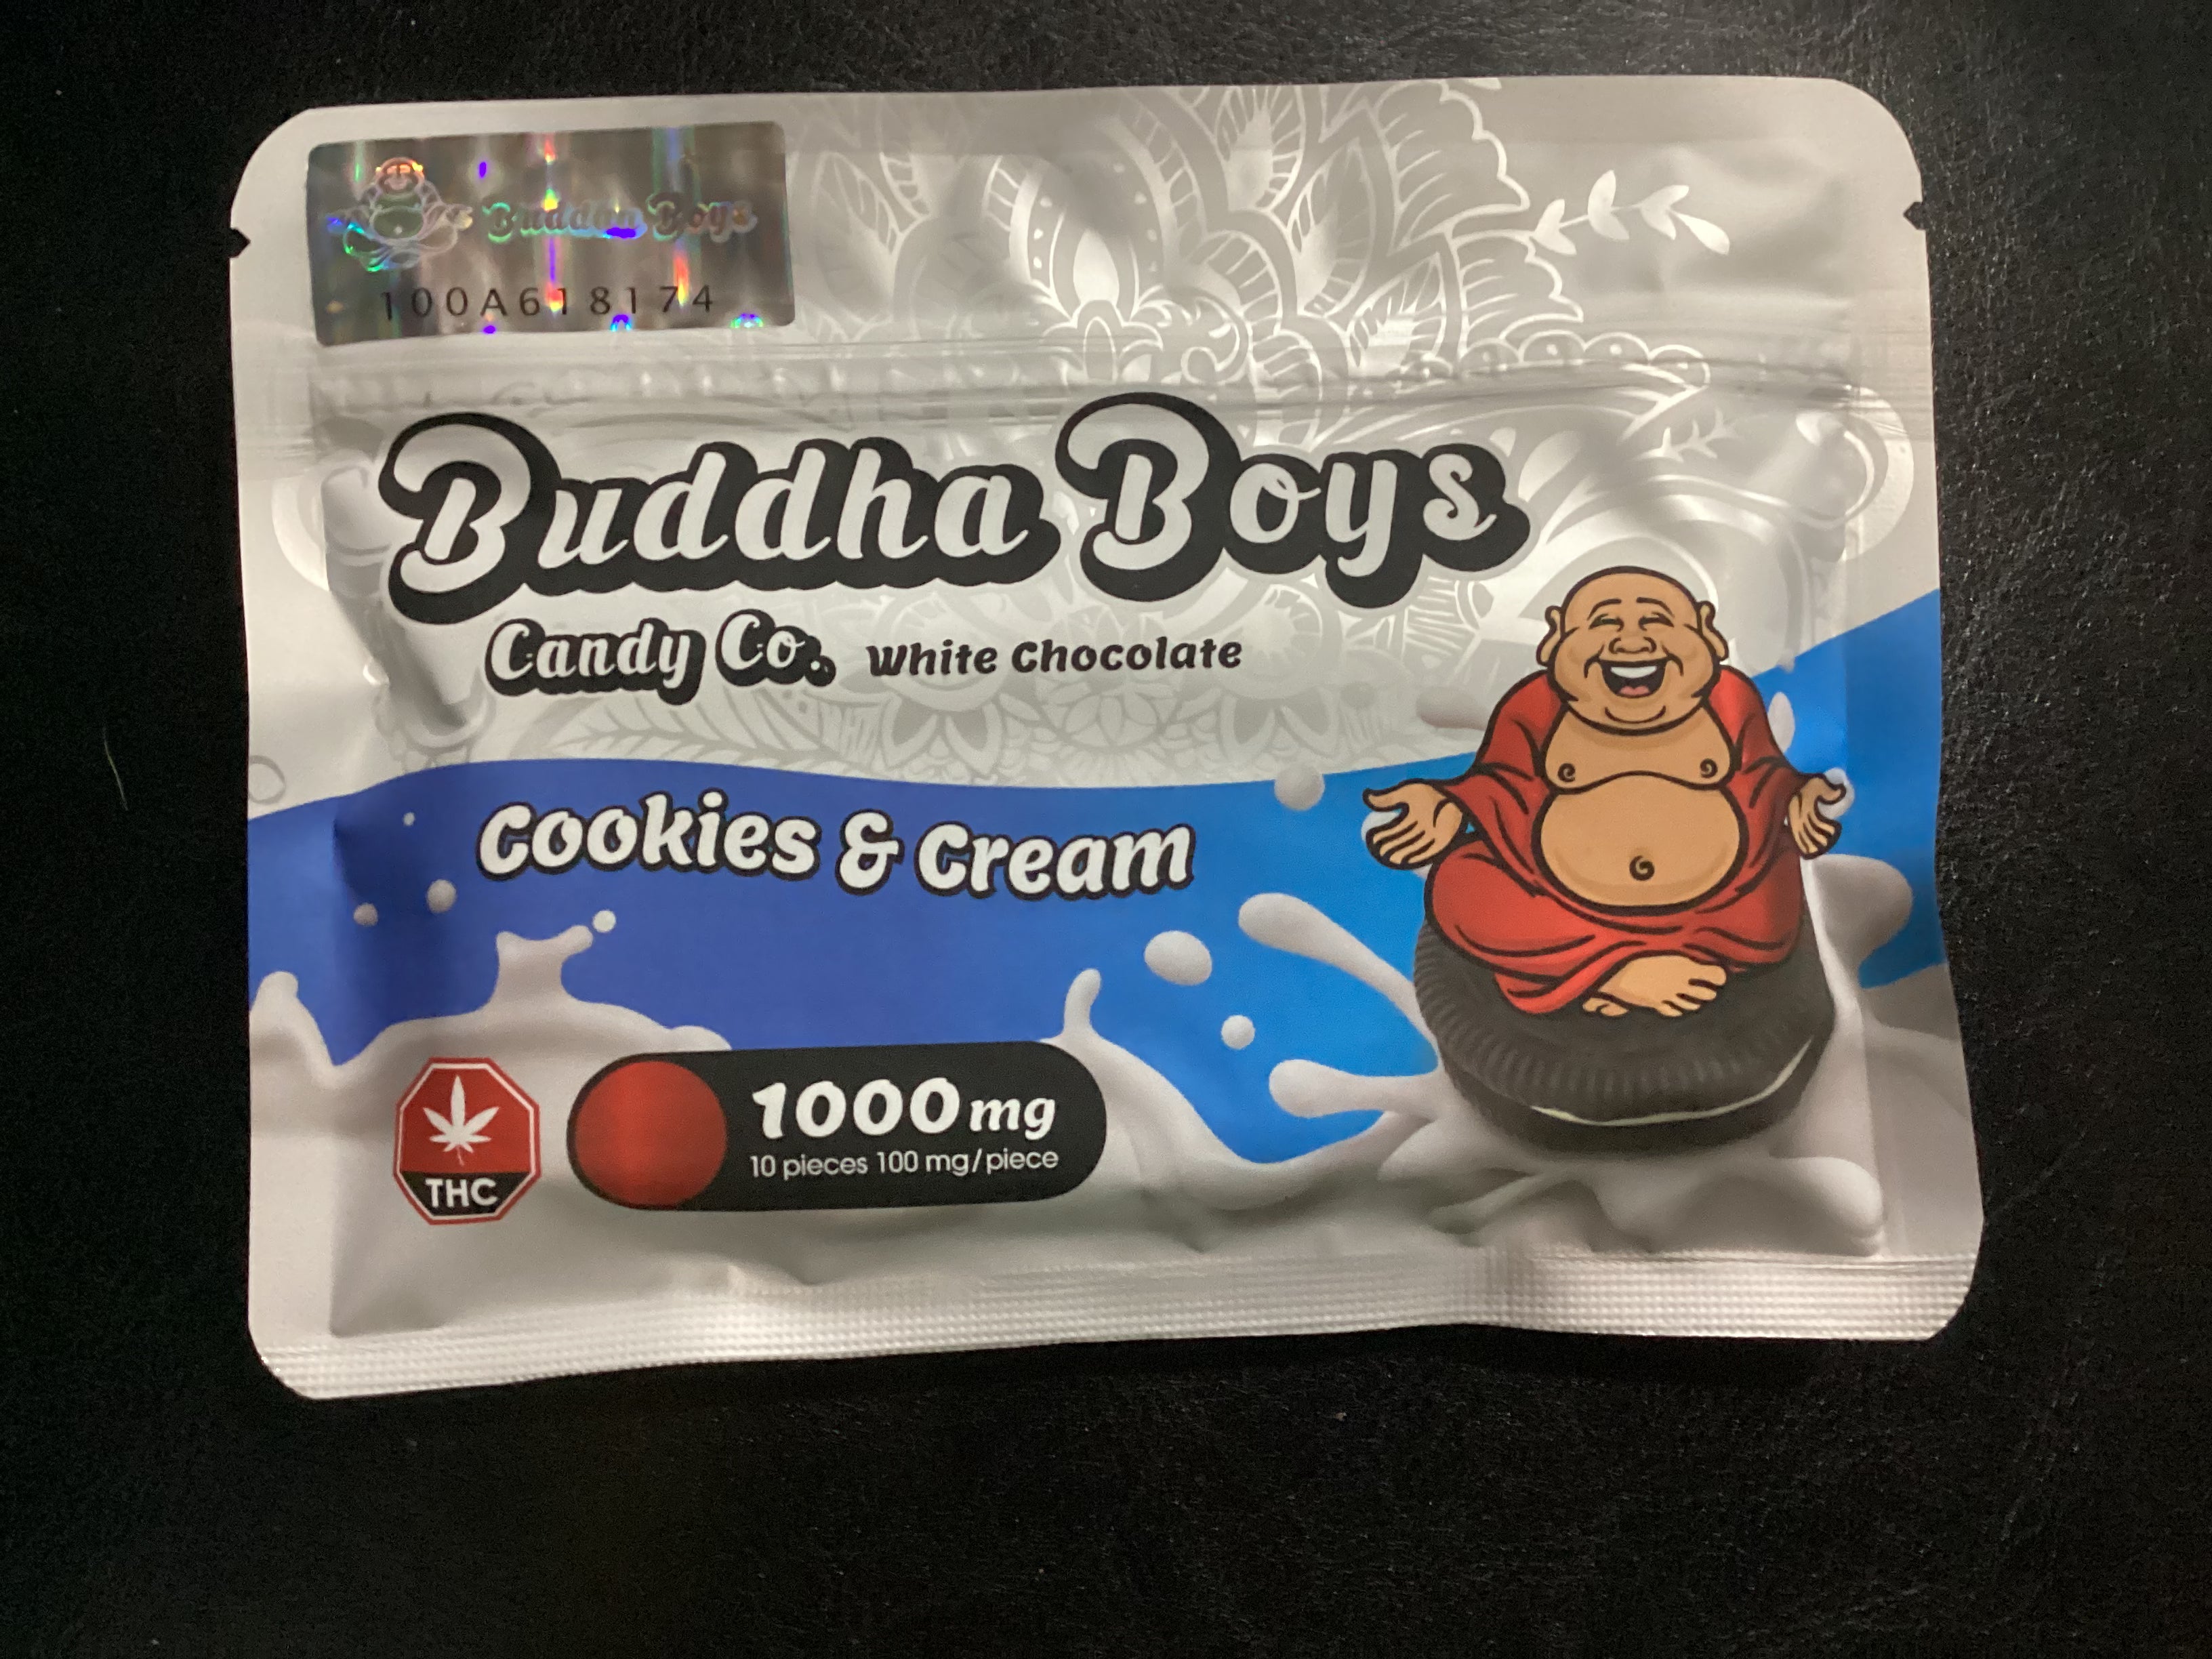 Buddha Boys
100A618174
Buddha Boys
Candy Co. White Chocolate
Cookies & Cream
THC
1000mg
10 pieces 100 mg/piece